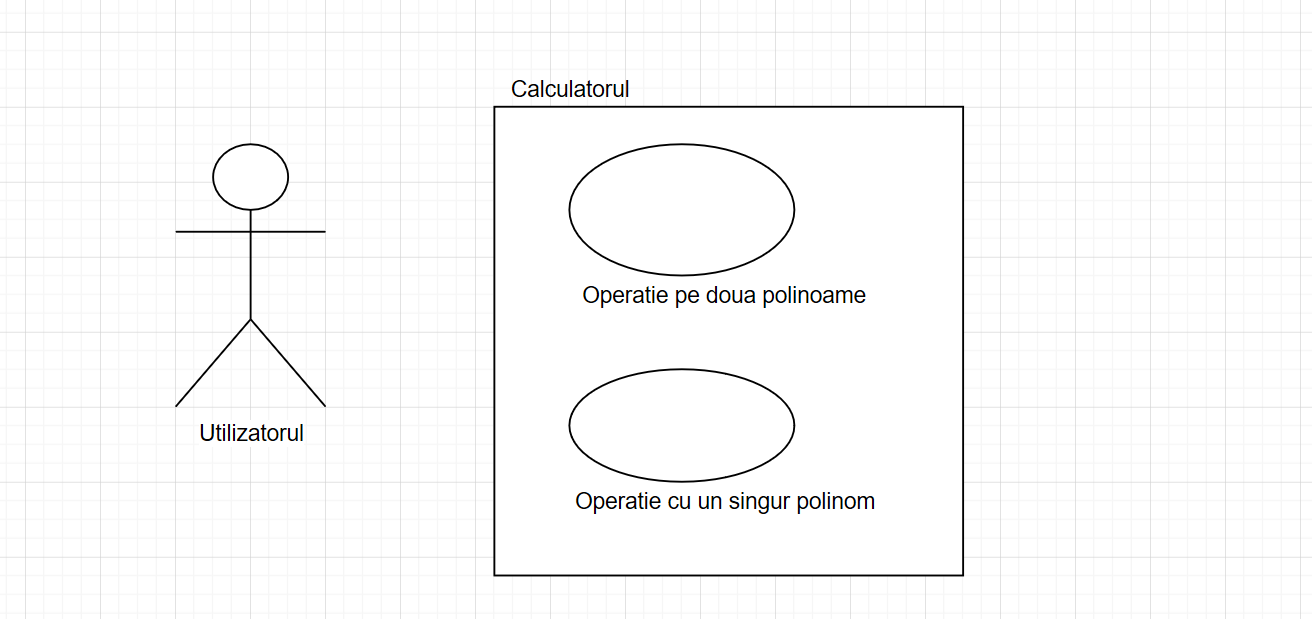 Calculatorul
Operatie pe doua polinoame
Utilizatorul
Operatie cu un singur polinom